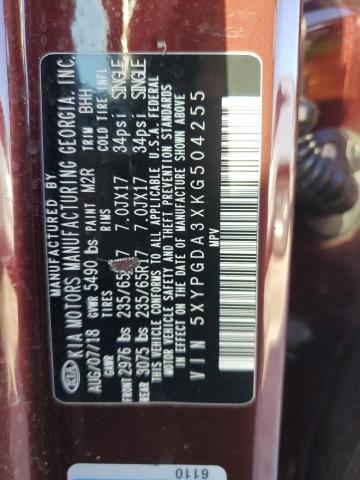 MANUFACTURED BY
KIA KIA MOTORS MANUFACTURING GEORGIA, INC.
AUG/07/18 GVWR 5490 lbs PAINT M2R TRIM BHH
TIRES RIMS COLD TIRE INFL
FRONT 2976 lbs 235/65R17 7.0JX17 34psi SINGLE
REAR 3075 lbs 235/65R17 7.0JX17 34psi SINGLE
THIS VEHICLE CONFORMS TO ALL APPLICABLE U.S.A. FEDERAL
MOTOR VEHICLE SAFETY AND THEFT PREVENTION STANDARDS
IN EFFECT ON THE DATE OF MANUFACTURE SHOWN ABOVE
VIN 5XYPGDA3XKG504255
MPV
6110